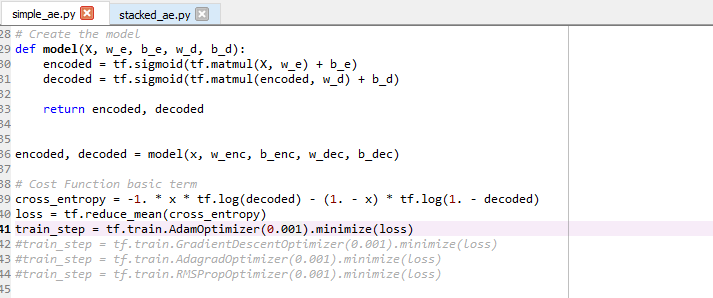 simple_ae.py stacked_ae.py
28 # Create the model
29 def model(X, w_e, b_e, w_d, b_d):
30     encoded = tf.sigmoid(tf.matmul(X, w_e) + b_e)
31     decoded = tf.sigmoid(tf.matmul(encoded, w_d) + b_d)
32
33     return encoded, decoded
34
35
36 encoded, decoded = model(x, w_enc, b_enc, w_dec, b_dec)
37
38 # Cost Function basic term
39 cross_entropy = -1. * x * tf.log(decoded) - (1. - x) * tf.log(1. - decoded)
40 loss = tf.reduce_mean(cross_entropy)
41 train_step = tf.train.AdamOptimizer(0.001).minimize(loss)
42 #train_step = tf.train.GradientDescentOptimizer(0.001).minimize(loss)
43 #train_step = tf.train.AdagradOptimizer(0.001).minimize(loss)
44 #train_step = tf.train.RMSPropOptimizer(0.001).minimize(loss)
45